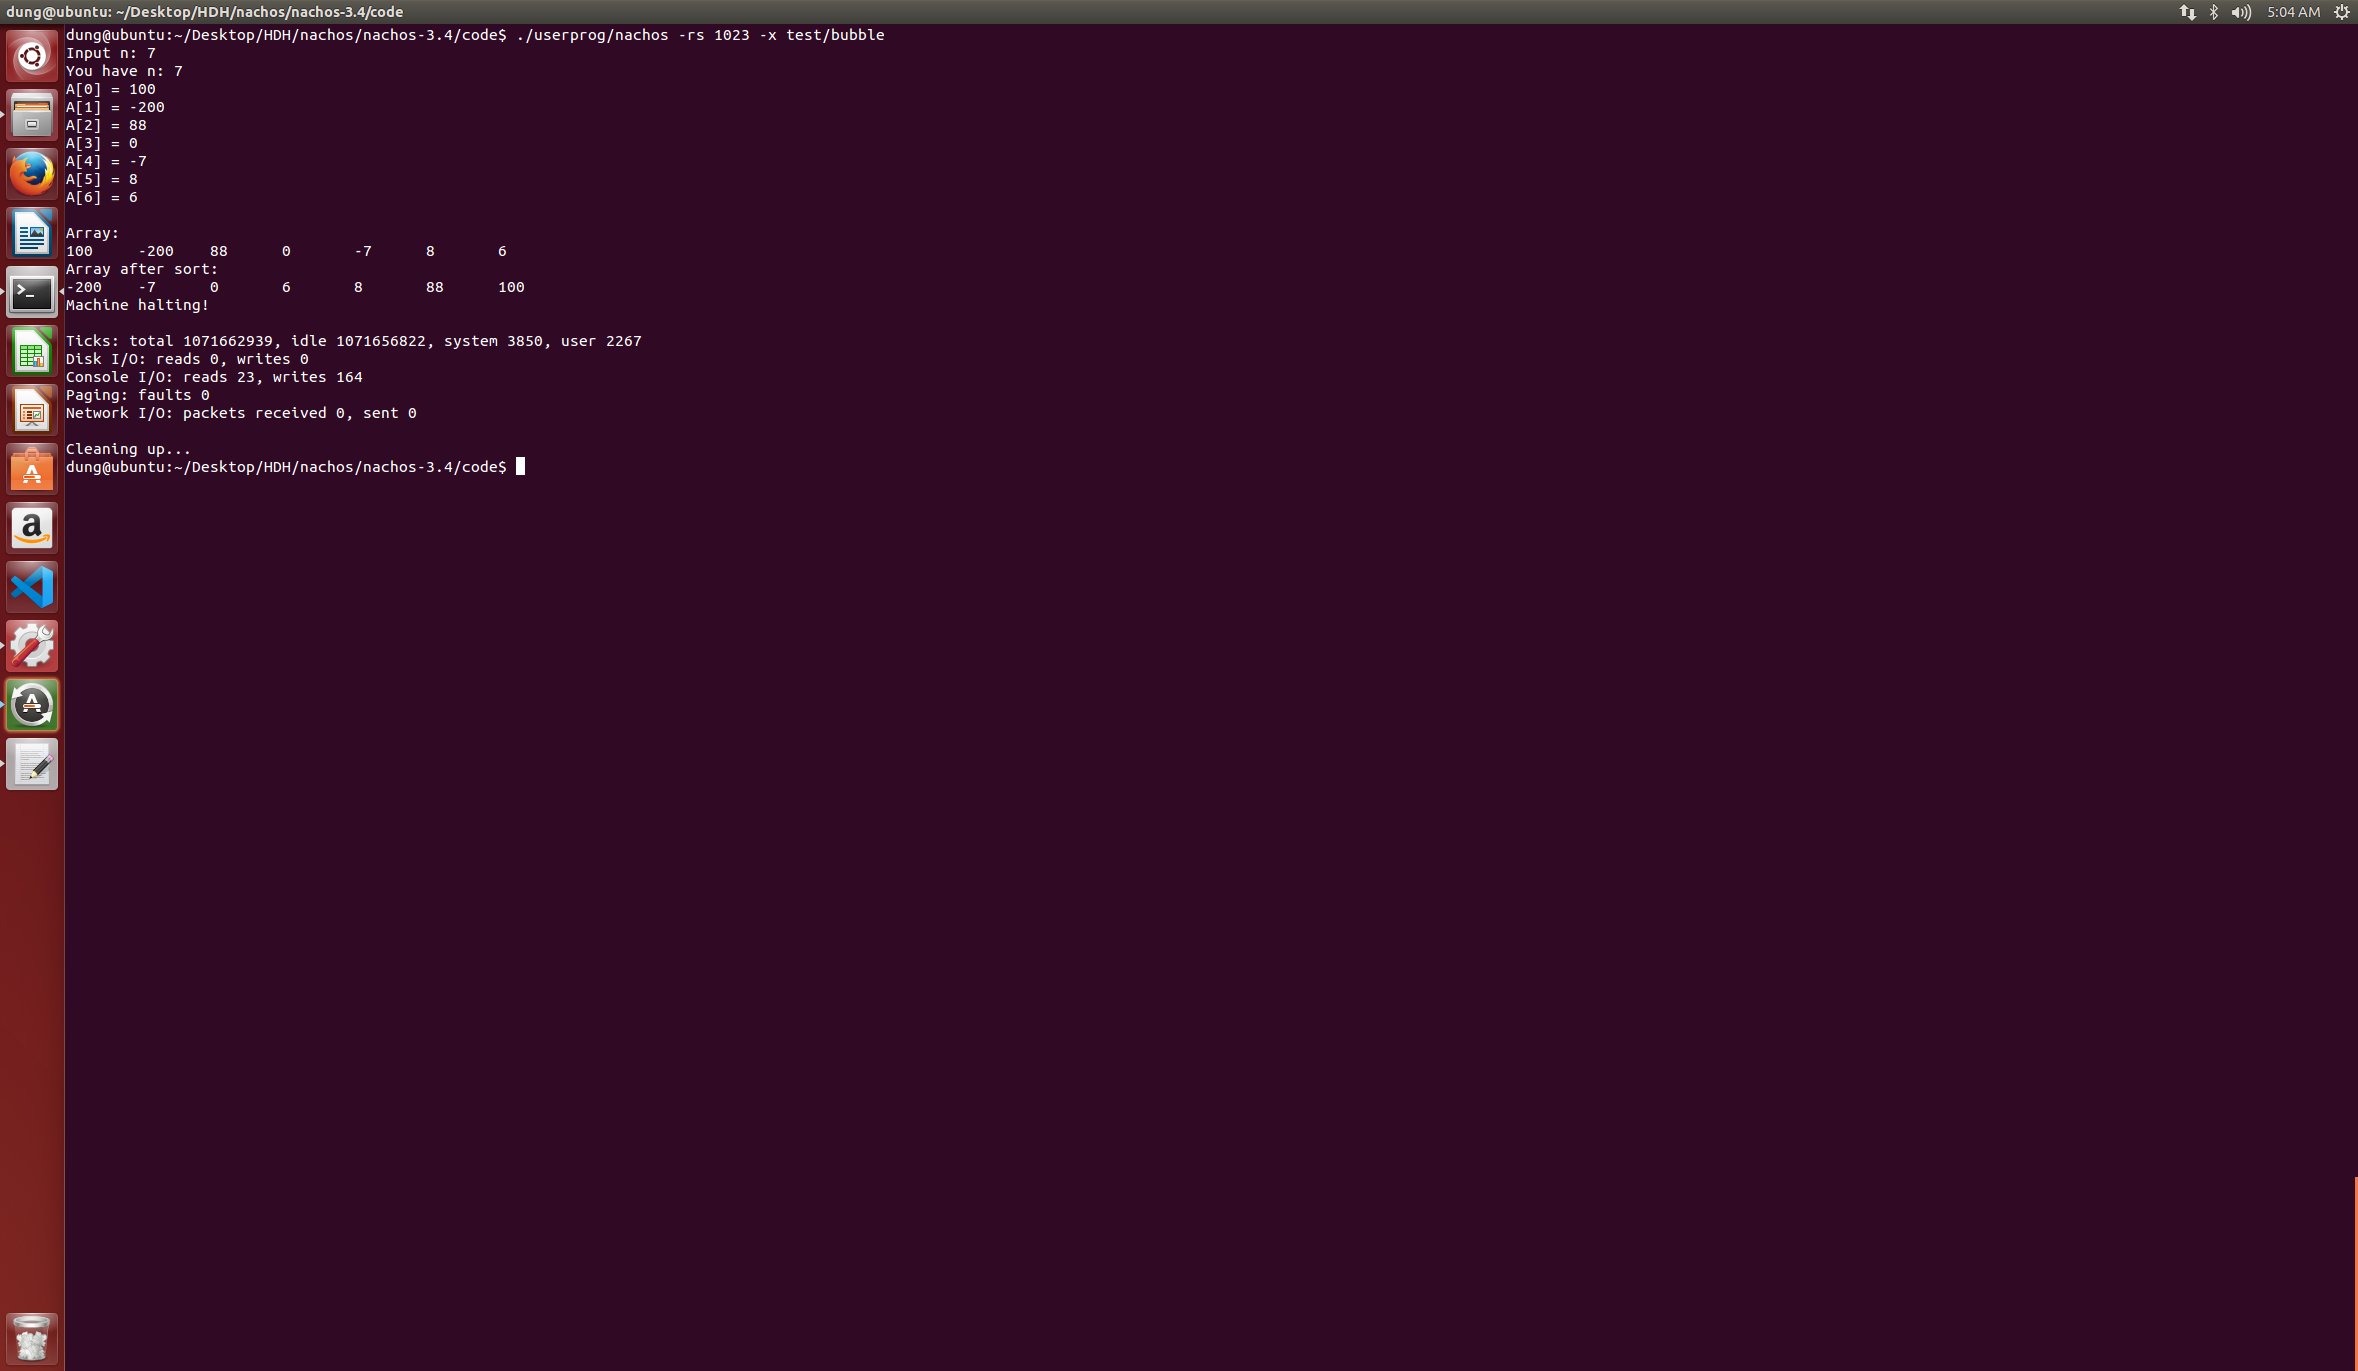 dung@ubuntu: ~/Desktop/HDH/nachos/nachos-3.4/code
5:04 AM
dung@ubuntu:~/Desktop/HDH/nachos/nachos-3.4/code$ ./userprog/nachos -rs 1023 -x test/bubble
Input n: 7
You have n: 7
A[0] = 100
A[1] = -200
A[2] = 88
A[3] = 0
A[4] = -7
A[5] = 8
A[6] = 6
Array:
100 -200 88 0 -7 8 6
Array after sort:
-200 -7 0 6 8 88 100
Machine halting!
Ticks: total 1071662939, idle 1071656822, system 3850, user 2267
Disk I/O: reads 0, writes 0
Console I/O: reads 23, writes 164
Paging: faults 0
Network I/O: packets received 0, sent 0
Cleaning up...
dung@ubuntu:~/Desktop/HDH/nachos/nachos-3.4/code$